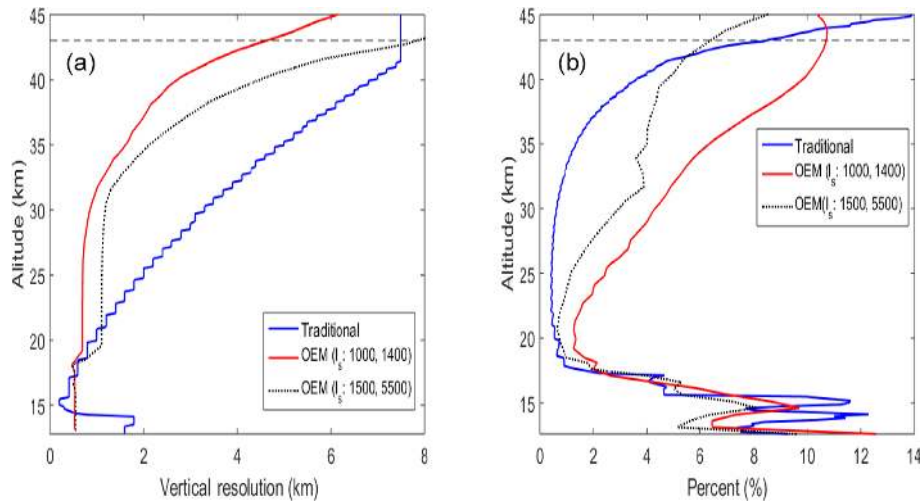 45
40
35
30
25
20
15
Alitude (km)
(a)
Traditional
OEM (l_s: 1000, 1400)
OEM (l_s: 1500, 5500)
0 2 4 6 8
Vertical resolution (km)
45
40
35
30
25
20
15
Altitude (km)
(b)
Traditional
OEM (l_s: 1000, 1400)
OEM(l_s: 1500, 5500)
0 2 4 6 8 10 12 14
Percent (%)